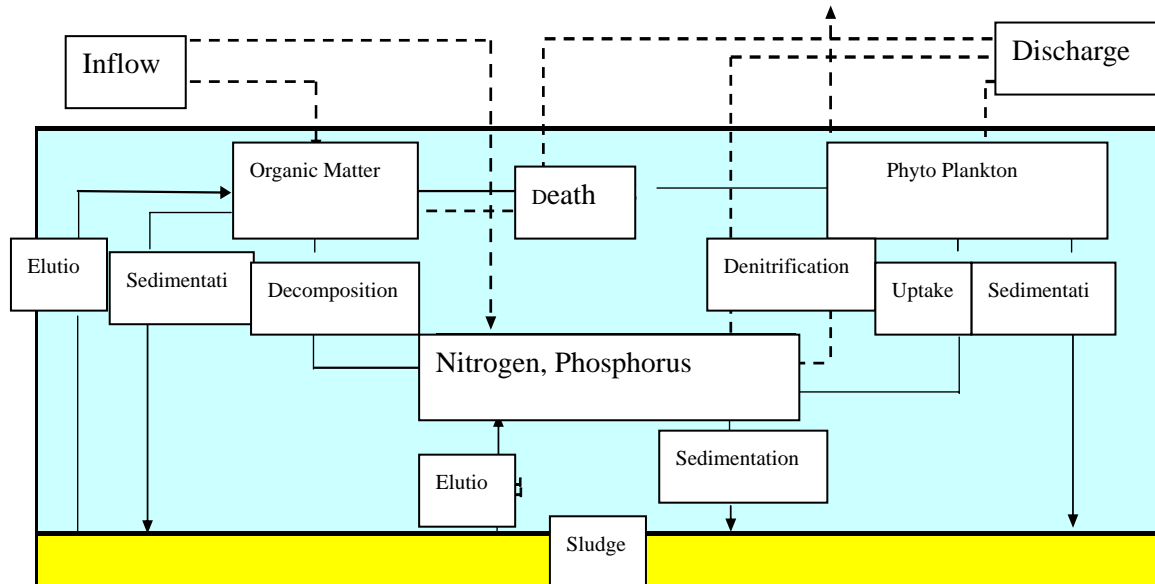 Inflow
Discharge
Organic Matter
Death
Phyto Plankton
Elutio
Sedimentati
Decomposition
Denitrification
Uptake
Sedimentati
Nitrogen, Phosphorus
Elutio
Sedimentation
Sludge